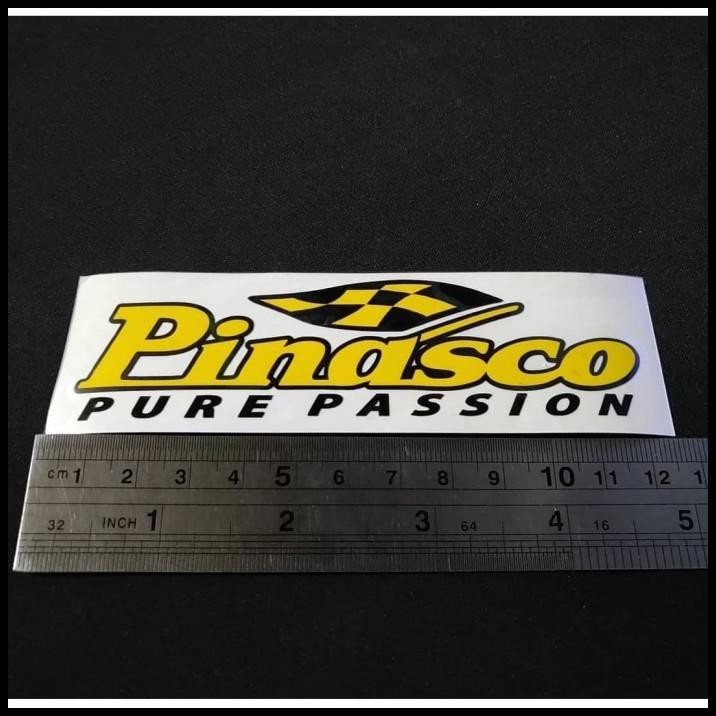 Pinasco
PURE PASSION
cm 1 2 3 4 5 6 7 8 9 10 11 12 1
32 INCH 1 2 3 64 4 16 5